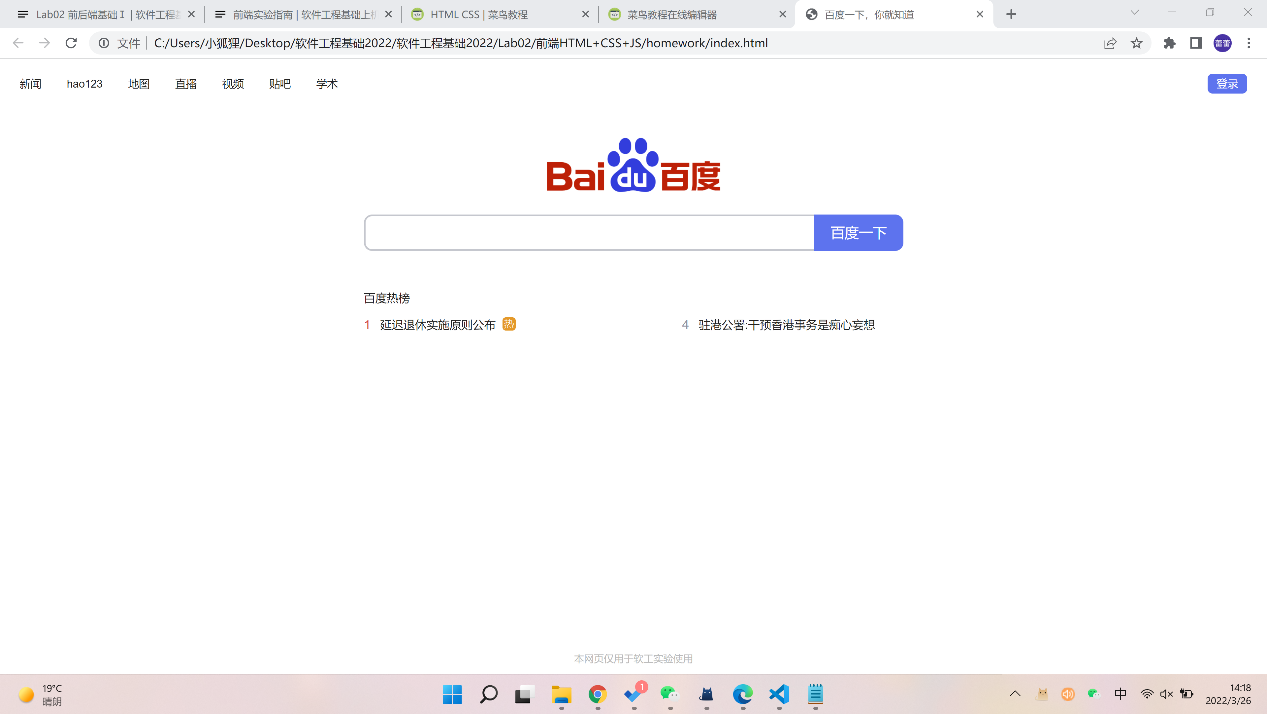 Lab02 前后端基础 I | 软件工程
前端实验指南 | 软件工程基础上
HTML CSS | 菜鸟教程
菜鸟教程在线编辑器
百度一下，你就知道
文件 | C:/Users/小狐狸/Desktop/软件工程基础2022/软件工程基础2022/Lab02/前端HTML+CSS+JS/homework/index.html
蕾蕾
新闻 hao123 地图 直播 视频 贴吧 学术 登录
Bai du 百度
百度一下
百度热榜
1 延迟退休实施原则公布 热 4 驻港公署:干预香港事务是痴心妄想
本网页仅用于软工实验使用
19°C
晴朗
1
中
14:18
2022/3/26